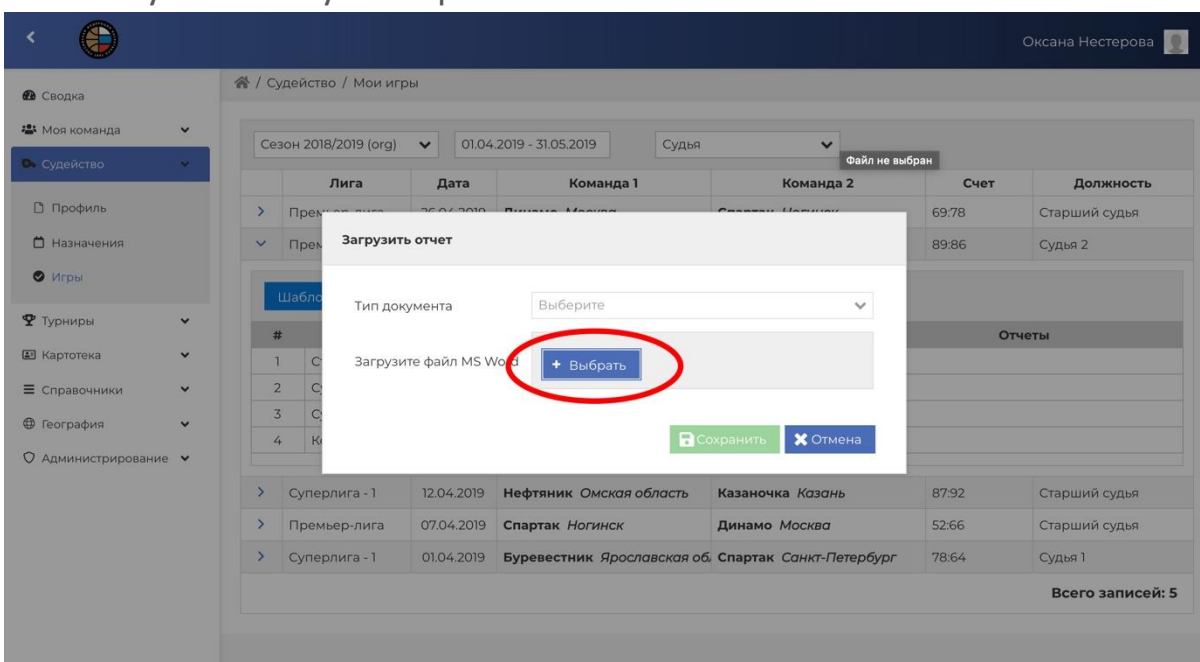 Оксана Нестерова
/ Судейство / Мои игры
Сводка
Моя команда
Судейство
Профиль
Назначения
Игры
Турниры
Картотека
Справочники
География
Администрирование
Сезон 2018/2019 (org) 01.04.2019 - 31.05.2019 Судья
Файл не выбран
Лига Дата Команда 1 Команда 2 Счет Должность
69:78 Старший судья
89:86 Судья 2
Загрузить отчет
Тип документа Выберите
Загрузите файл MS Word + Выбрать
Сохранить Отмена
# Отчеты
1
2
3
4
Суперлига - 1 12.04.2019 Нефтяник Омская область Казаночка Казань 87:92 Старший судья
Премьер-лига 07.04.2019 Спартак Ногинск Динамо Москва 52:66 Старший судья
Суперлига - 1 01.04.2019 Буревестник Ярославская об Спартак Санкт-Петербург 78:64 Судья 1
Всего записей: 5